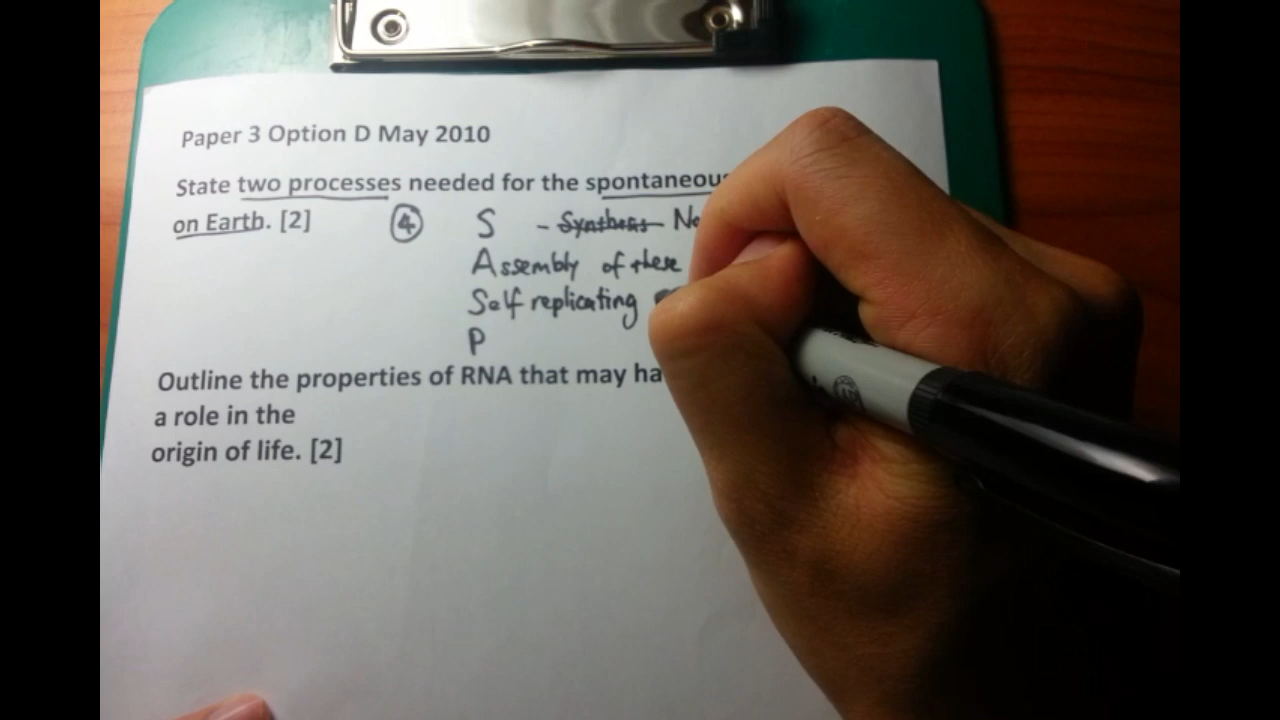 Paper 3 Option D May 2010
State two processes needed for the spontaneous
on Earth. [2] ④ S - Synthesis
Assembly of these
Self replicating
P
Outline the properties of RNA that may
a role in the
origin of life. [2]